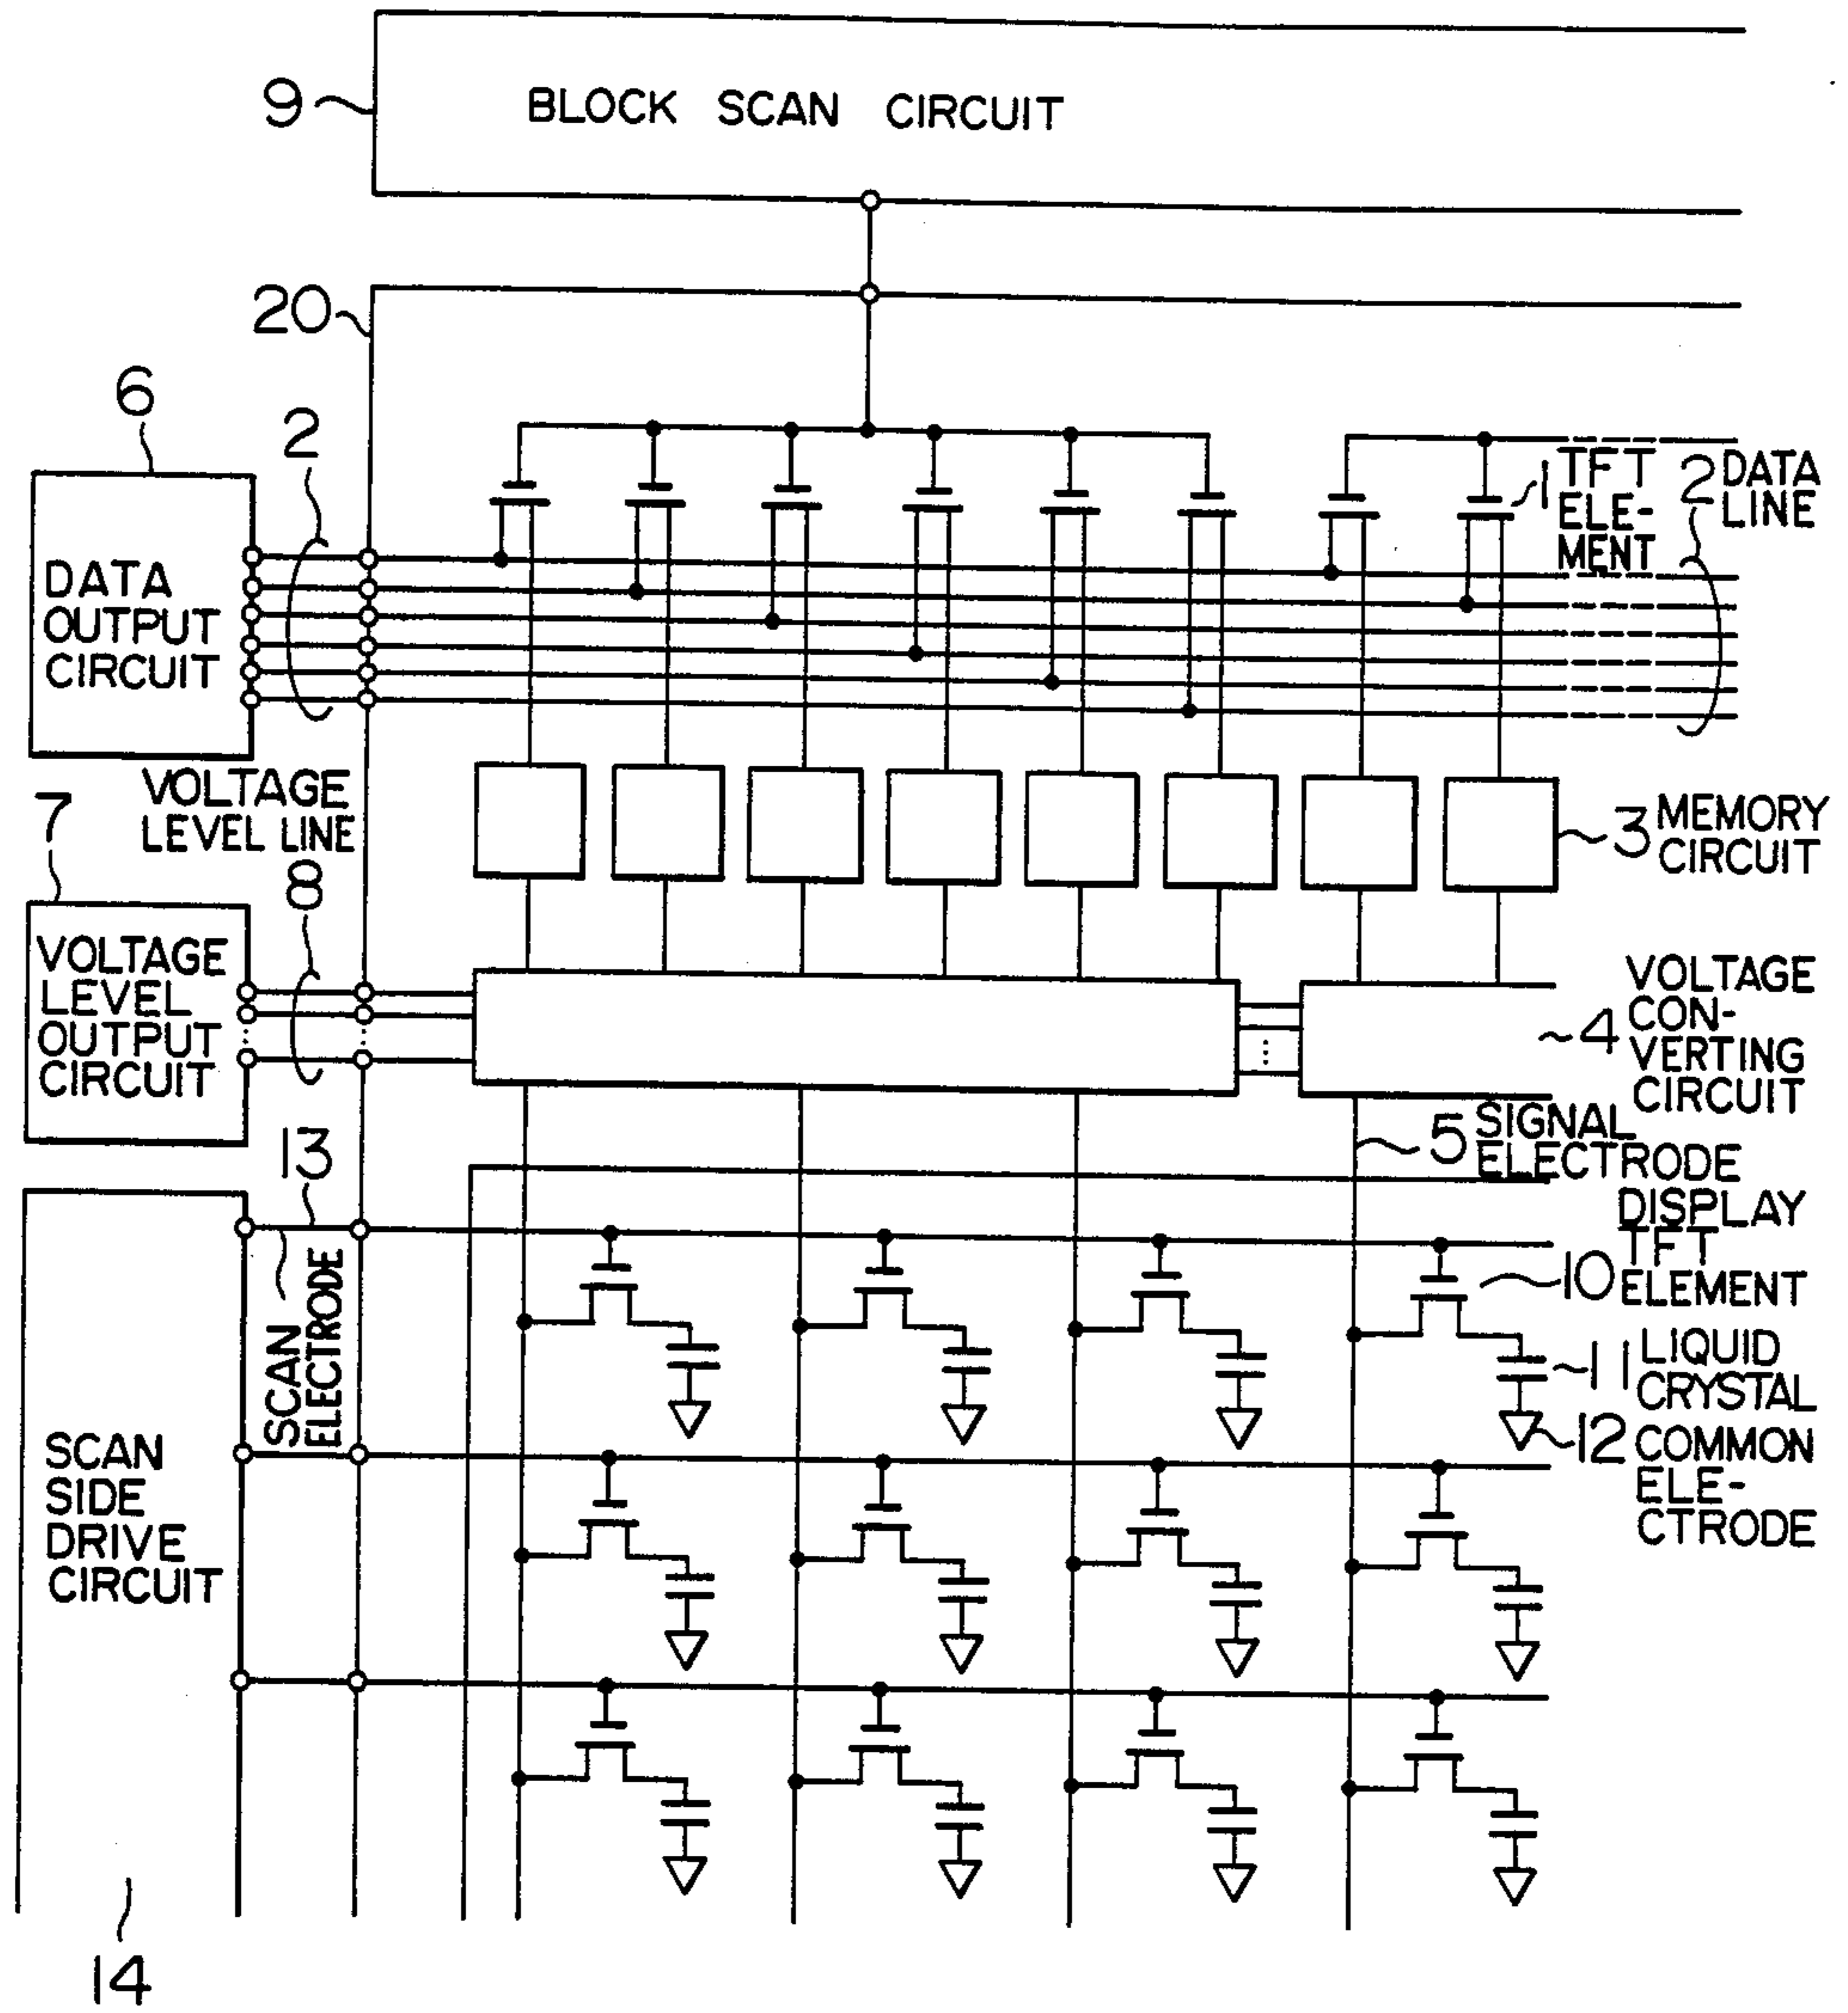 9
BLOCK SCAN CIRCUIT
20
6
2
1
TFT
ELE-
MENT
2
DATA
LINE
DATA
OUTPUT
CIRCUIT
VOLTAGE
LEVEL LINE
7
8
3
MEMORY
CIRCUIT
VOLTAGE
LEVEL
OUTPUT
CIRCUIT
4
VOLTAGE
CON-
VERTING
CIRCUIT
5
SIGNAL
ELECTRODE
13
SCAN
ELECTRODE
DISPLAY
10
TFT
ELEMENT
11
LIQUID
CRYSTAL
12
COMMON
ELE-
CTRODE
SCAN
SIDE
DRIVE
CIRCUIT
14